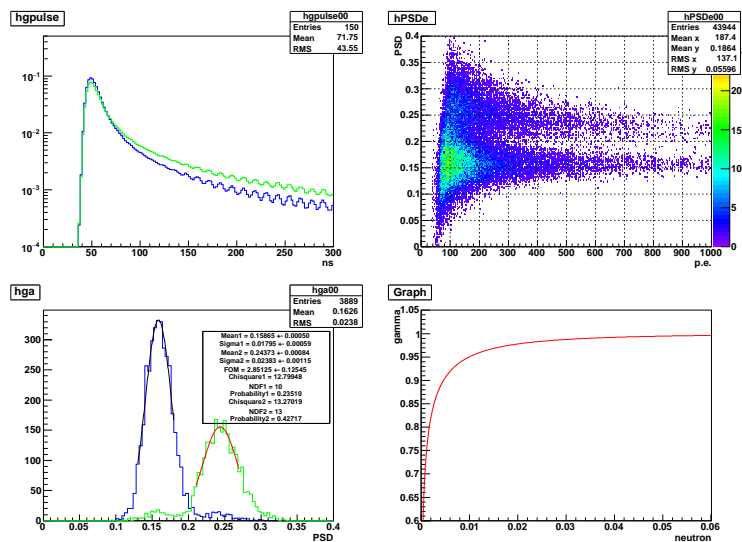 hgpulse
hgpulse00
Entries 150
Mean 71.75
RMS 43.55
10⁻¹
10⁻²
10⁻³
10⁻⁴
0 50 100 150 200 250 300
ns
hPSDe
hPSDe00
Entries 43944
Mean x 187.4
Mean y 0.1864
RMS x 137.1
RMS y 0.05596
PSD
0.4
0.35
0.3
0.25
0.2
0.15
0.1
0.05
0
0 100 200 300 400 500 600 700 800 900 1000
p.e.
20
15
10
5
0
hga
hga00
Entries 3889
Mean 0.1626
RMS 0.0238
Mean1 = 0.15865 +- 0.00050
Sigma1 = 0.01795 +- 0.00059
Mean2 = 0.24373 +- 0.00084
Sigma2 = 0.02383 +- 0.00115
FOM = 2.85125 +- 0.12545
Chisquare1 = 12.79948
NDF1 = 10
Probability1 = 0.23510
Chisquare2 = 13.27019
NDF2 = 13
Probability2 = 0.42717
300
250
200
150
100
50
0
0 0.05 0.1 0.15 0.2 0.25 0.3 0.35 0.4
PSD
Graph
gamma
1.05
1
0.95
0.9
0.85
0.8
0.75
0.7
0.65
0.6
0 0.01 0.02 0.03 0.04 0.05 0.06
neutron